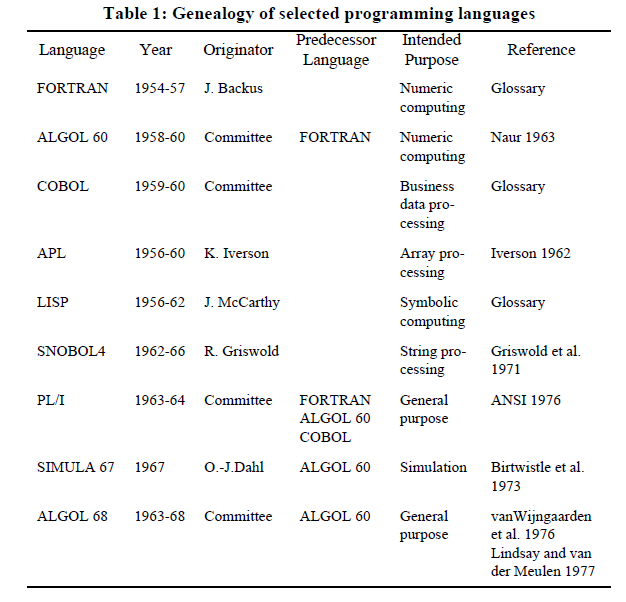 Table 1: Genealogy of selected programming languages
Language Year Originator Predecessor Language Intended Purpose Reference
FORTRAN 1954-57 J. Backus Numeric Glossary
computing
ALGOL 60 1958-60 Committee FORTRAN Numeric Naur 1963
computing
COBOL 1959-60 Committee Business Glossary
data pro-
cessing
APL 1956-60 K. Iverson Array pro- Iverson 1962
cessing
LISP 1956-62 J. McCarthy Symbolic Glossary
computing
SNOBOL4 1962-66 R. Griswold String pro- Griswold et al.
cessing 1971
PL/I 1963-64 Committee FORTRAN General ANSI 1976
ALGOL 60 purpose
COBOL
SIMULA 67 1967 O.-J.Dahl ALGOL 60 Simulation Birtwistle et al.
1973
ALGOL 68 1963-68 Committee ALGOL 60 General vanWijngaarden
purpose et al. 1976
Lindsay and van
der Meulen 1977